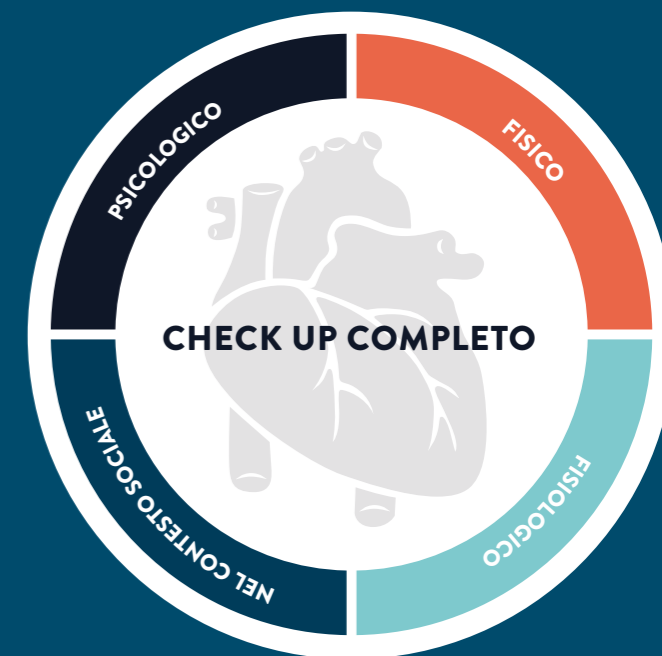 PSICOLOGICO
FISICO
CHECK UP COMPLETO
NEL CONTESTO SOCIALE
FISIOLOGICO